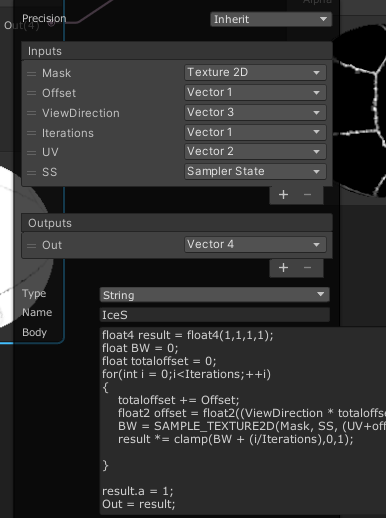 Alpha
Precision Inherit
Out(4)
Inputs
Mask Texture 2D
Offset Vector 1
ViewDirection Vector 3
Iterations Vector 1
UV Vector 2
SS Sampler State
+ −
Outputs
Out Vector 4
+ −
Type String
Name IceS
Body
float4 result = float4(1,1,1,1);
float BW = 0;
float totaloffset = 0;
for(int i = 0;i<Iterations;++i)
{
totaloffset += Offset;
float2 offset = float2((ViewDirection * totaloffse
BW = SAMPLE_TEXTURE2D(Mask, SS, (UV+off
result *= clamp(BW + (i/Iterations),0,1);
}
result.a = 1;
Out = result;